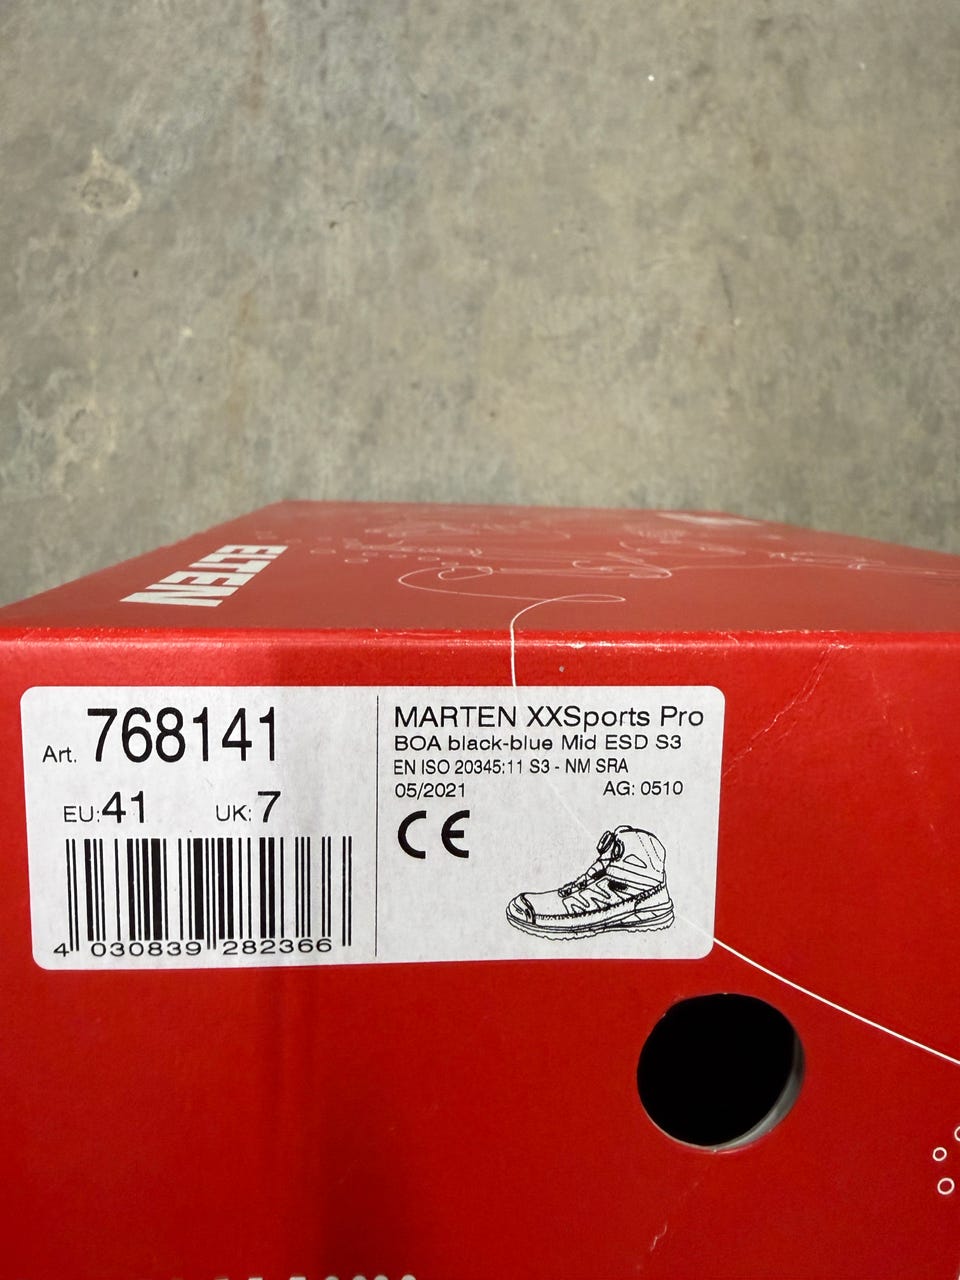 ELTEN
Art. 768141
EU:41 UK:7
4 030839 282366
MARTEN XXSports Pro
BOA black-blue Mid ESD S3
EN ISO 20345:11 S3 - NM SRA
05/2021 AG: 0510
CE